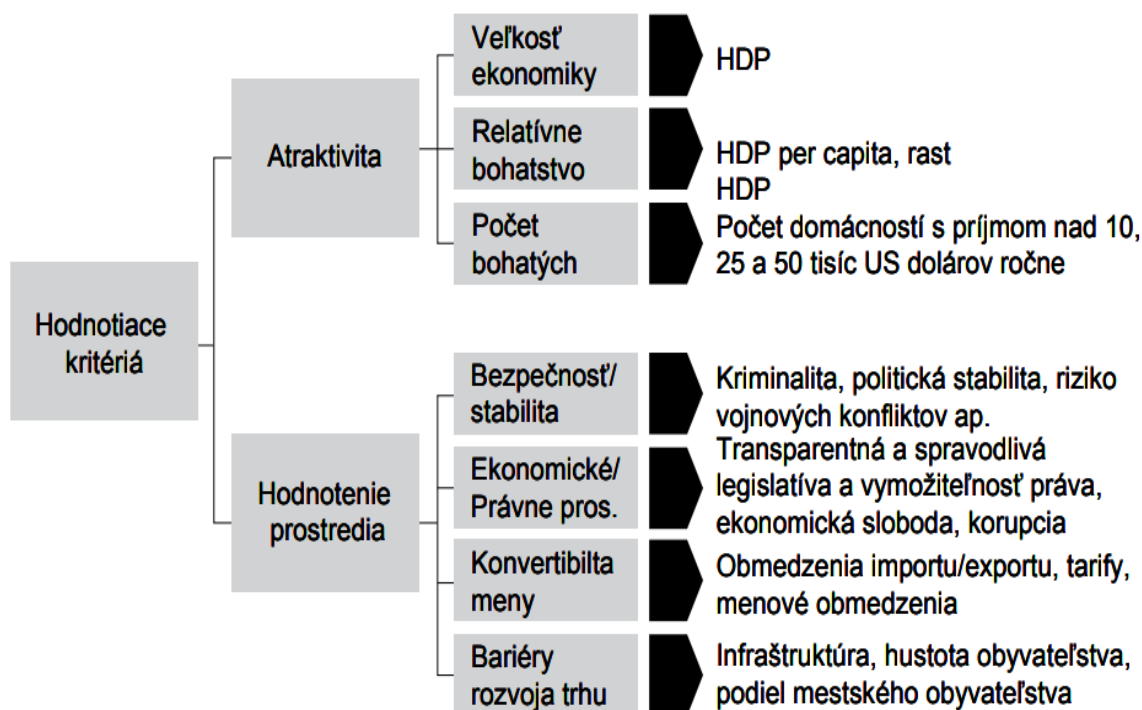 Hodnotiace
kritériá
Atraktivita
Veľkosť
ekonomiky
HDP
Relatívne
bohatstvo
HDP per capita, rast
HDP
Počet
bohatých
Počet domácností s príjmom nad 10,
25 a 50 tisíc US dolárov ročne
Hodnotenie
prostredia
Bezpečnosť/
stabilita
Kriminalita, politická stabilita, riziko
vojnových konfliktov ap.
Ekonomické/
Právne pros.
Transparentná a spravodlivá
legislatíva a vymožiteľnosť práva,
ekonomická sloboda, korupcia
Konvertibilta
meny
Obmedzenia importu/exportu, tarify,
menové obmedzenia
Bariéry
rozvoja trhu
Infraštruktúra, hustota obyvateľstva,
podiel mestského obyvateľstva